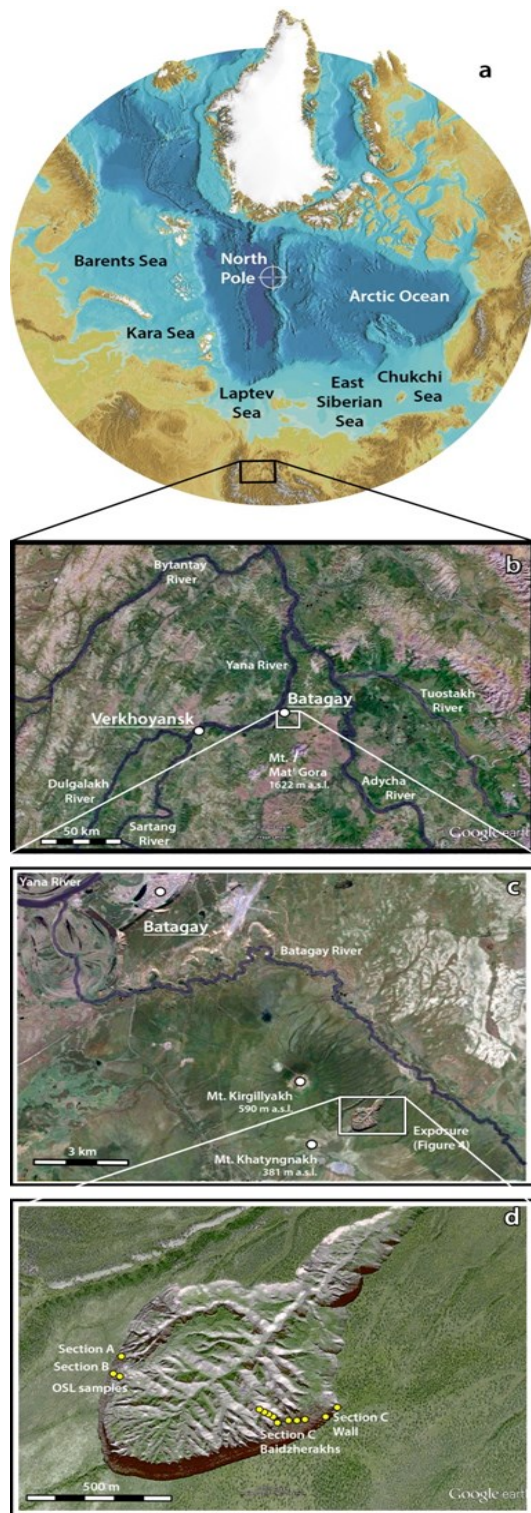 a
Barents Sea
North
Pole
Arctic Ocean
Kara Sea
Laptev
Sea
East
Siberian
Sea
Chukchi
Sea
b
Bytantay
River
Yana River
Batagay
Tuostakh
River
Verkhoyansk
Mt.
Mat' Gora
1622 m a.s.l.
Dulgalakh
River
Adycha
River
Sartang
River
50 km
Google earth
c
Yana River
Batagay
Batagay River
Mt. Kirgillyakh
590 m a.s.l.
Exposure
(Figure 4)
3 km
Mt. Khatyngnakh
381 m a.s.l.
d
Section A
Section B
OSL samples
Section C
Wall
Section C
Baidzherakhs
500 m
Google earth